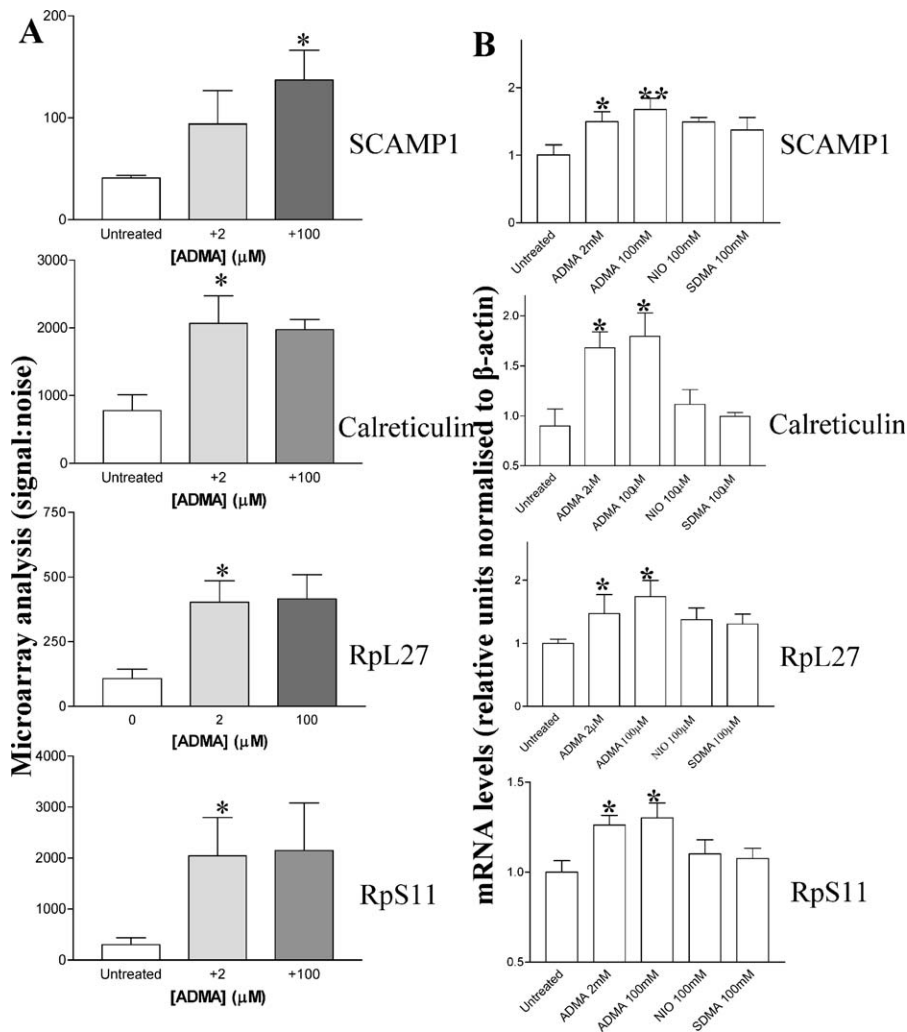 A
Microarray analysis (signal:noise)
200
100
0
*
Untreated
+2
+100
[ADMA] (µM)
SCAMP1
3000
2000
1000
0
*
Untreated
+2
+100
[ADMA] (µM)
Calreticulin
750
500
250
0
*
0
2
100
[ADMA] (µM)
RpL27
4000
3000
2000
1000
0
*
Untreated
+2
+100
[ADMA] (µM)
RpS11
B
mRNA levels (relative units normalised to β-actin)
2
1
0
*
**
Untreated
ADMA 2mM
ADMA 100mM
NIO 100mM
SDMA 100mM
SCAMP1
2.0
1.5
1.0
0.5
*
*
Untreated
ADMA 2µM
ADMA 100µM
NIO 100µM
SDMA 100µM
Calreticulin
2
1
0
*
*
Untreated
ADMA 2µM
ADMA 100µM
NIO 100µM
SDMA 100µM
RpL27
1.5
1.0
0.5
*
*
Untreated
ADMA 2mM
ADMA 100mM
NIO 100mM
SDMA 100mM
RpS11